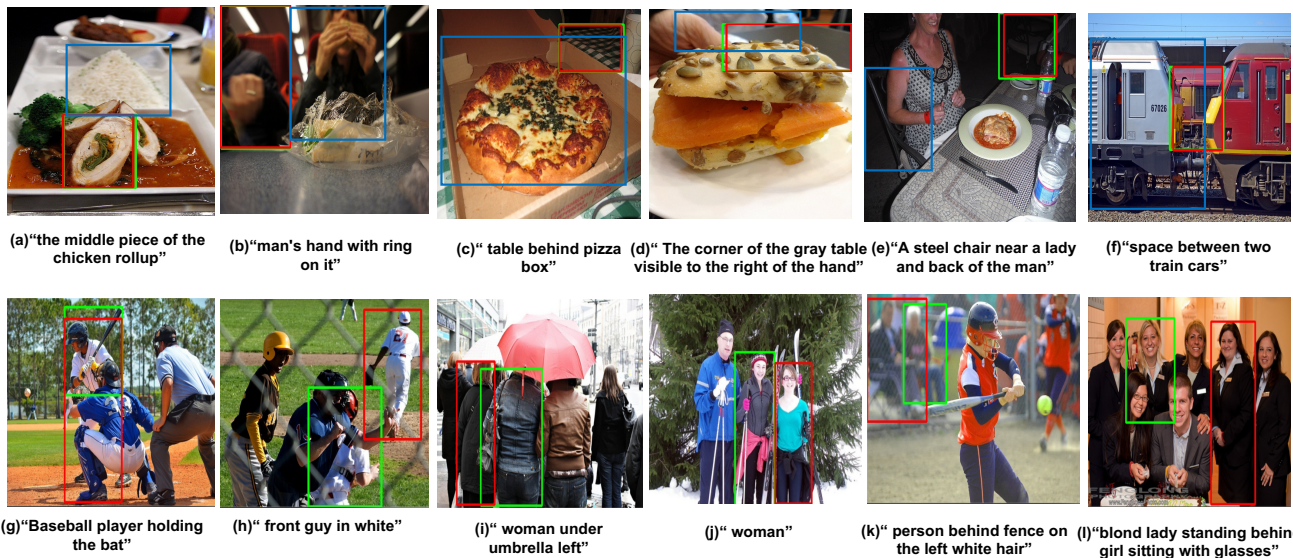 67026
(a)“the middle piece of the
chicken rollup”
(b)“man's hand with ring
on it”
(c)“ table behind pizza
box”
(d)“ The corner of the gray table
visible to the right of the hand”
(e)“A steel chair near a lady
and back of the man”
(f)“space between two
train cars”
(g)“Baseball player holding
the bat”
(h)“ front guy in white”
(i)“ woman under
umbrella left”
(j)“ woman”
(k)“ person behind fence on
the left white hair”
(l)“blond lady standing behin
girl sitting with glasses”